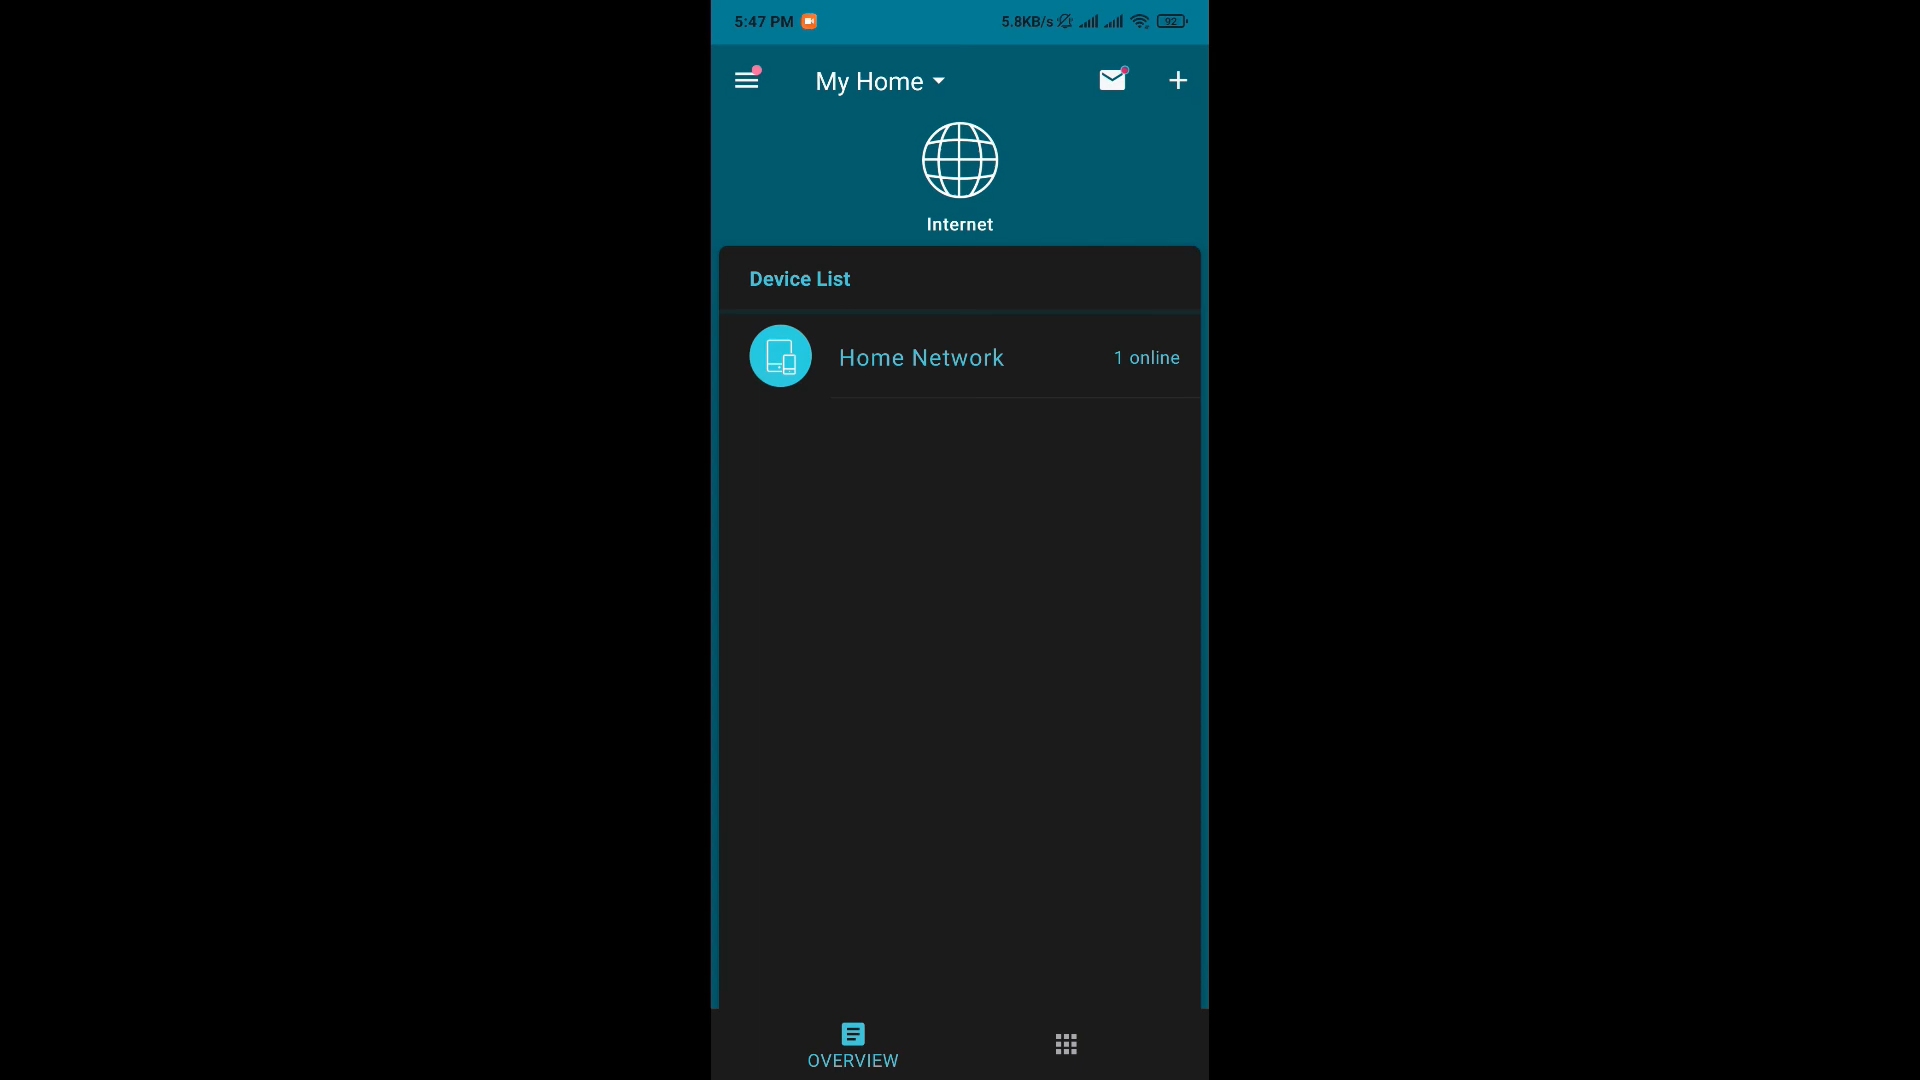 5:47 PM 5.8KB/s 92
My Home
Internet
Device List
Home Network 1 online
OVERVIEW